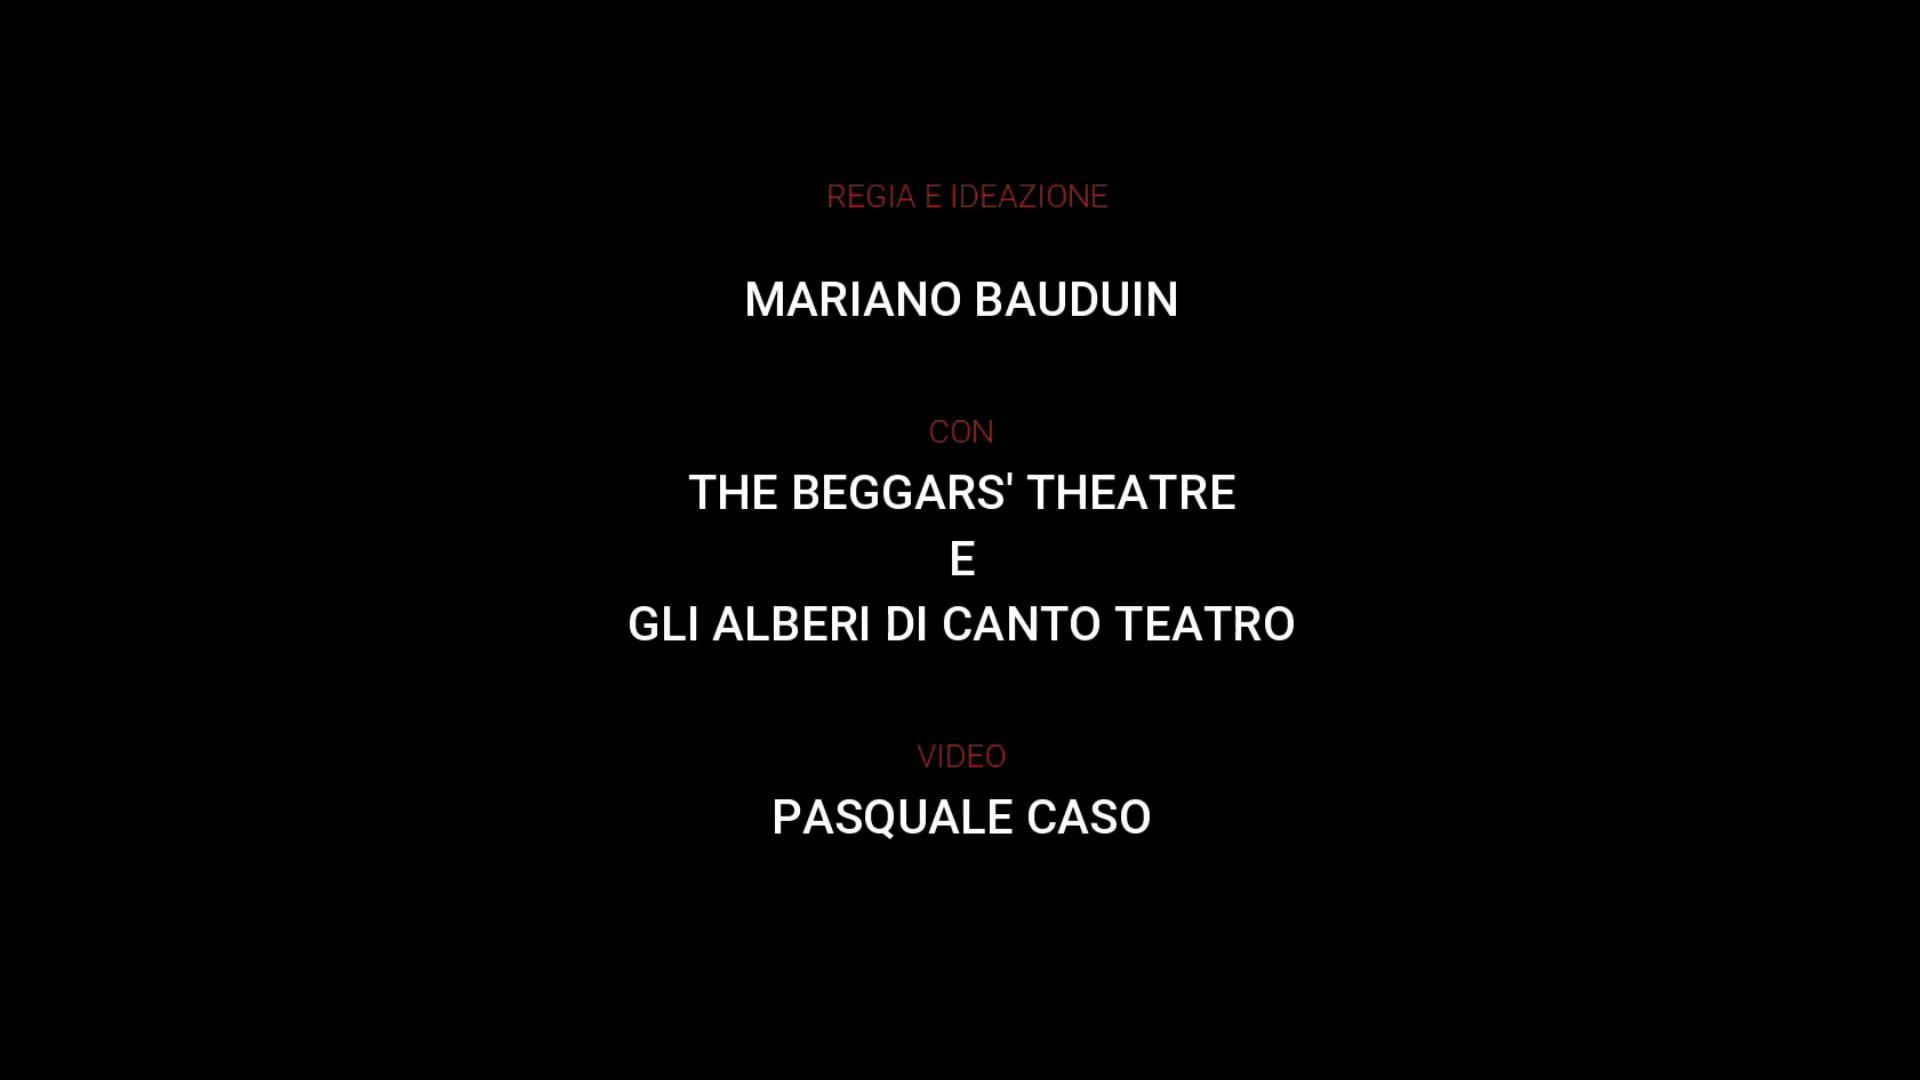 REGIA E IDEAZIONE
MARIANO BAUDUIN
CON
THE BEGGARS' THEATRE
E
GLI ALBERI DI CANTO TEATRO
VIDEO
PASQUALE CASO